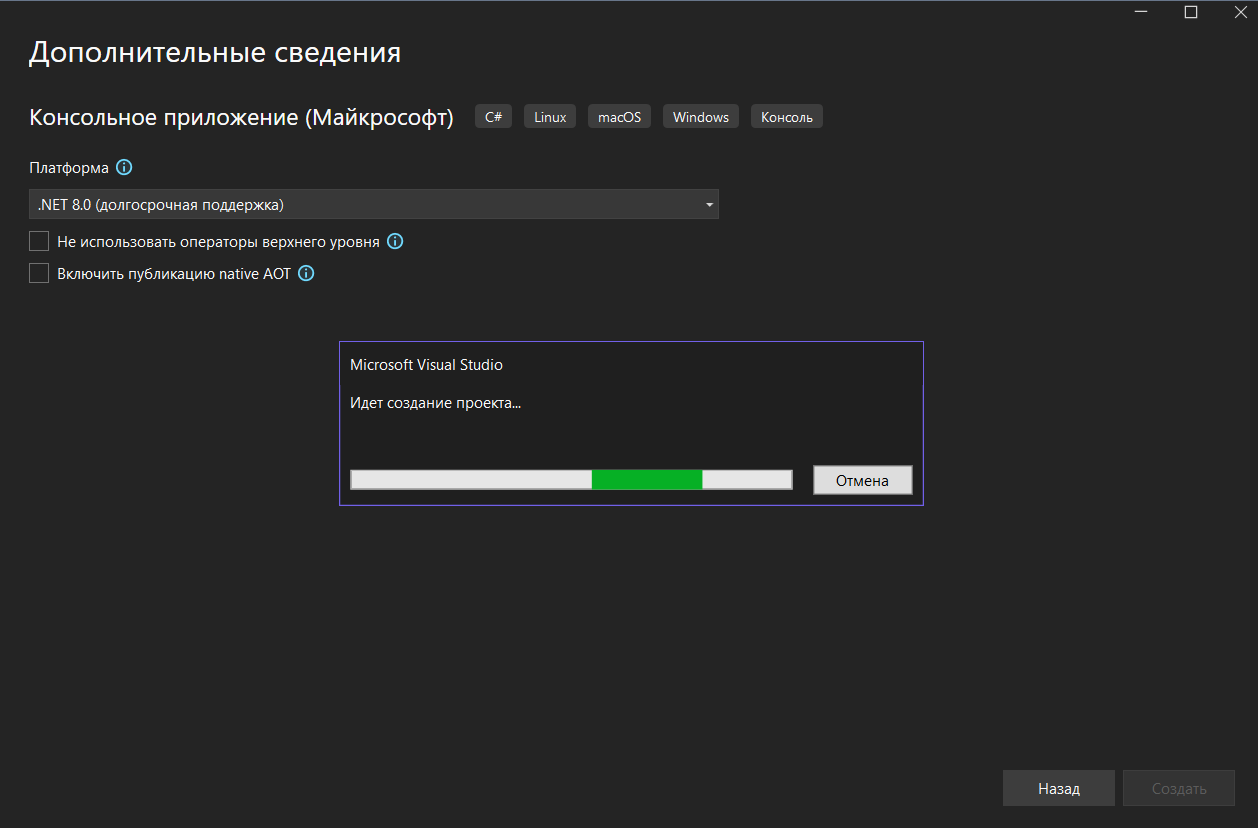 Дополнительные сведения
Консольное приложение (Майкрософт) C# Linux macOS Windows Консоль
Платформа
.NET 8.0 (долгосрочная поддержка)
Не использовать операторы верхнего уровня
Включить публикацию native AOT
Microsoft Visual Studio
Идет создание проекта...
Отмена
Назад Создать